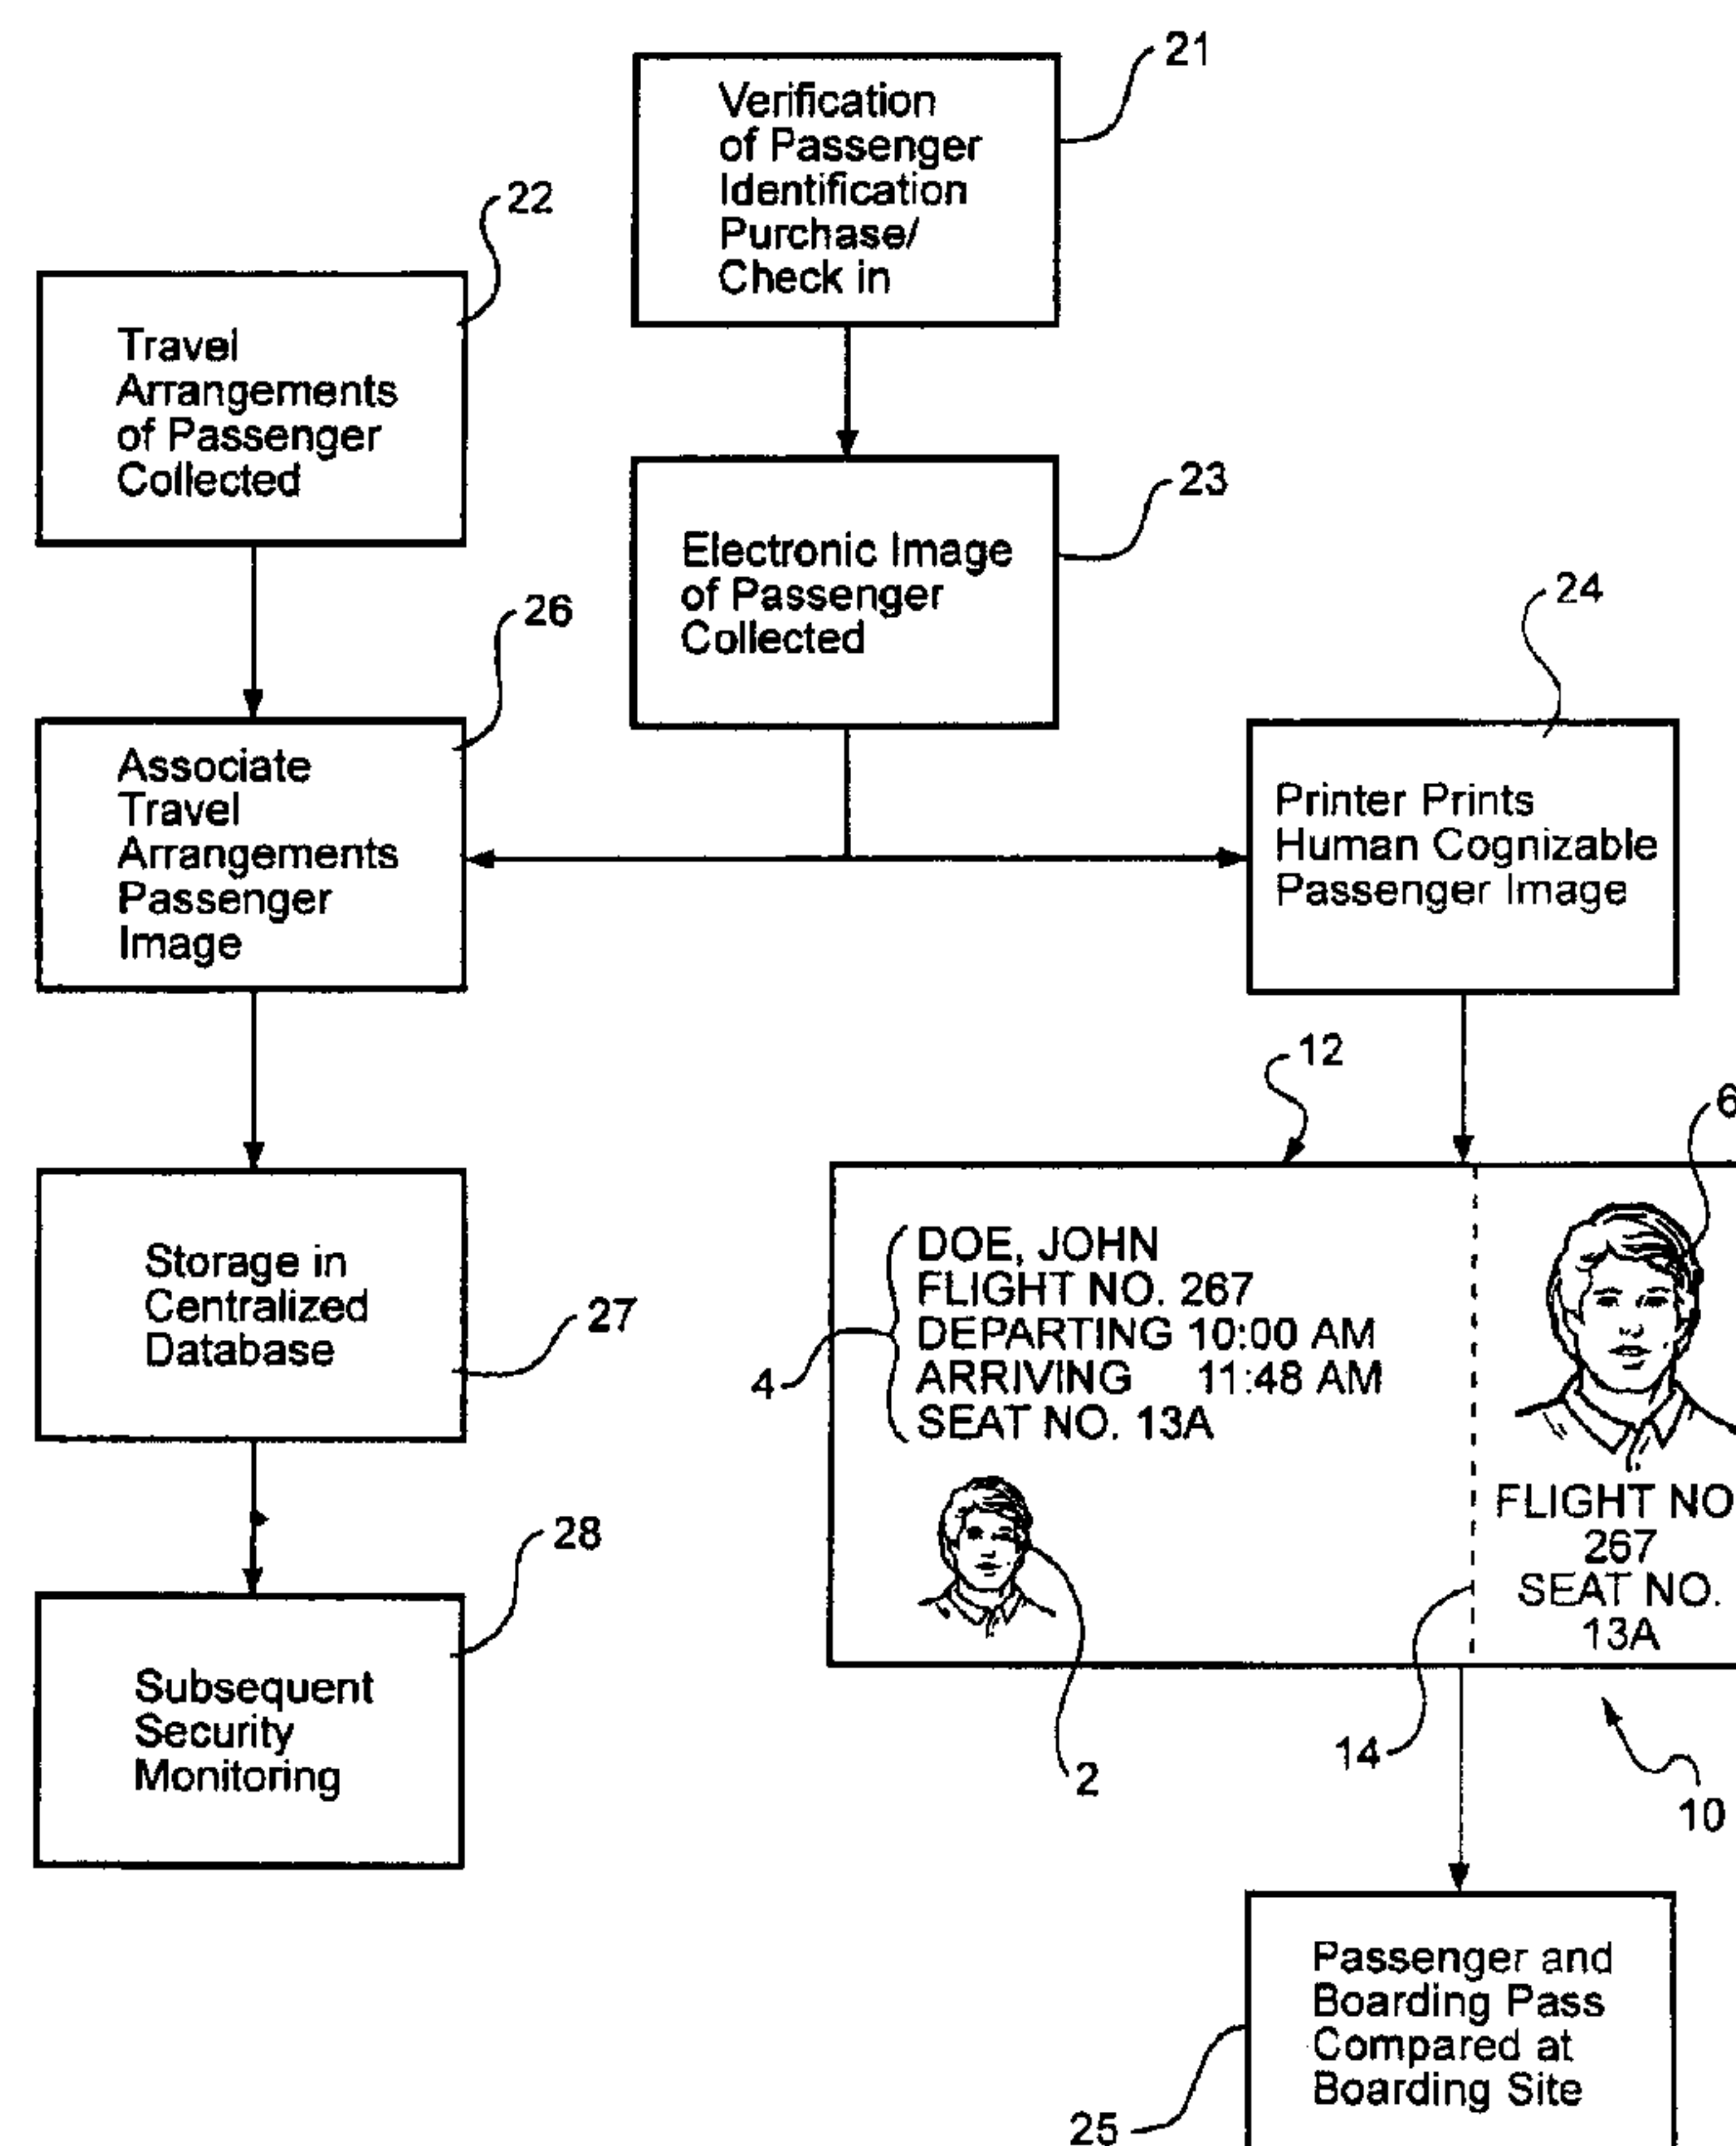 21
Verification
of Passenger
Identification
Purchase/
Check in
22
Travel
Arrangements
of Passenger
Collected
23
Electronic Image
of Passenger
Collected
26
Associate
Travel
Arrangements
Passenger
Image
24
Printer Prints
Human Cognizable
Passenger Image
12
6
4
DOE, JOHN
FLIGHT NO. 267
DEPARTING 10:00 AM
ARRIVING 11:48 AM
SEAT NO. 13A
FLIGHT NO
267
SEAT NO.
13A
Storage in
Centralized
Database
27
28
Subsequent
Security
Monitoring
2
14
10
Passenger and
Boarding Pass
Compared at
Boarding Site
25